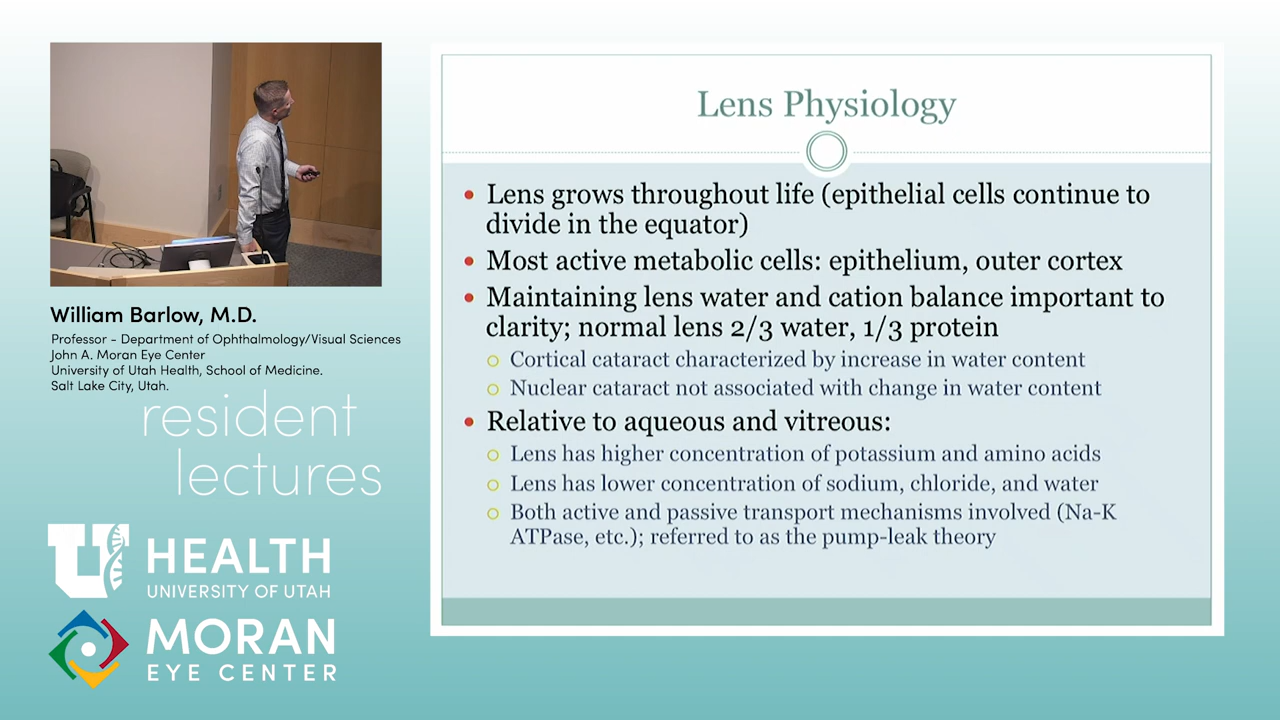 William Barlow, M.D.
Professor - Department of Ophthalmology/Visual Sciences
John A. Moran Eye Center
University of Utah Health, School of Medicine.
Salt Lake City, Utah.
resident
lectures
U HEALTH
UNIVERSITY OF UTAH
MORAN
EYE CENTER
Lens Physiology
Lens grows throughout life (epithelial cells continue to
divide in the equator)
Most active metabolic cells: epithelium, outer cortex
Maintaining lens water and cation balance important to
clarity; normal lens 2/3 water, 1/3 protein
Cortical cataract characterized by increase in water content
Nuclear cataract not associated with change in water content
Relative to aqueous and vitreous:
Lens has higher concentration of potassium and amino acids
Lens has lower concentration of sodium, chloride, and water
Both active and passive transport mechanisms involved (Na-K
ATPase, etc.); referred to as the pump-leak theory